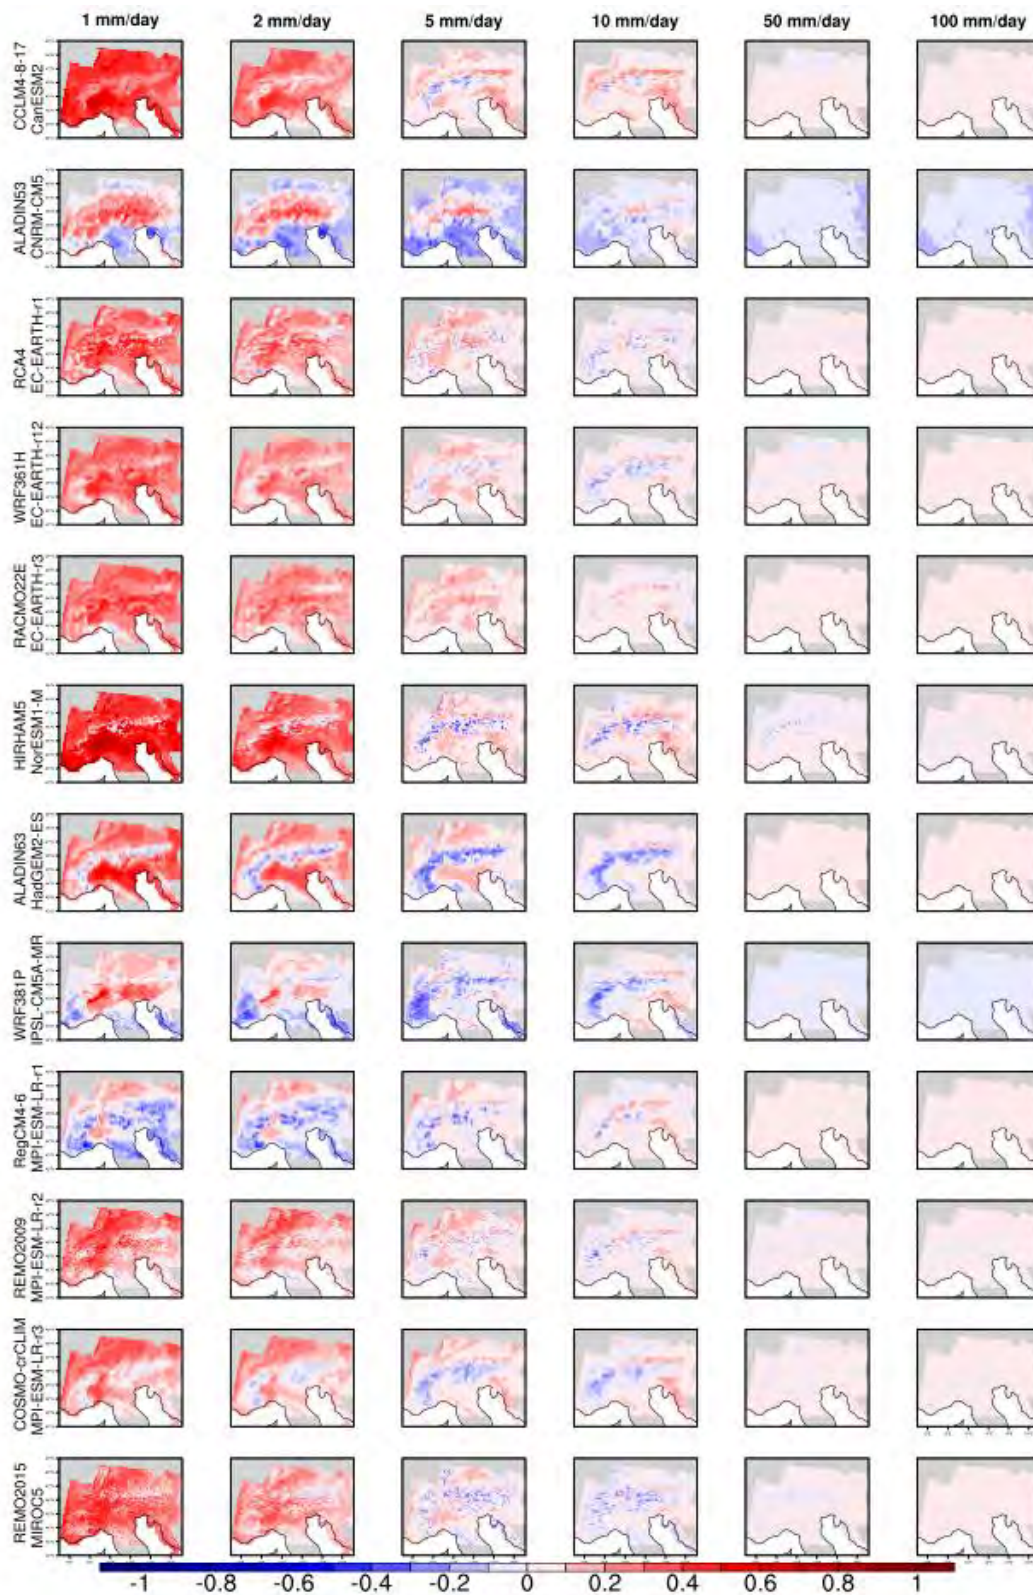 1 mm/day 2 mm/day 5 mm/day 10 mm/day 50 mm/day 100 mm/day
CCLM4-8-17
CanESM2
ALADIN53
CNRM-CM5
RCA4
EC-EARTH-r1
WRF361H
EC-EARTH-r12
RACMO22E
EC-EARTH-r3
HIRHAM5
NorESM1-M
ALADIN63
HadGEM2-ES
WRF381P
IPSL-CM5A-MR
RegCM4-6
MPI-ESM-LR-r1
REMO2009
MPI-ESM-LR-r2
COSMO-crCLIM
MPI-ESM-LR-r3
REMO2015
MIROC5
-1 -0.8 -0.6 -0.4 -0.2 0 0.2 0.4 0.6 0.8 1